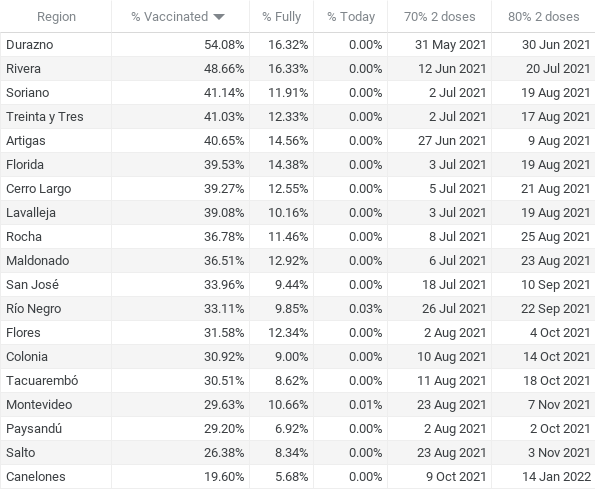 Region % Vaccinated % Fully % Today 70% 2 doses 80% 2 doses
Durazno 54.08% 16.32% 0.00% 31 May 2021 30 Jun 2021
Rivera 48.66% 16.33% 0.00% 12 Jun 2021 20 Jul 2021
Soriano 41.14% 11.91% 0.00% 2 Jul 2021 19 Aug 2021
Treinta y Tres 41.03% 12.33% 0.00% 2 Jul 2021 17 Aug 2021
Artigas 40.65% 14.56% 0.00% 27 Jun 2021 9 Aug 2021
Florida 39.53% 14.38% 0.00% 3 Jul 2021 19 Aug 2021
Cerro Largo 39.27% 12.55% 0.00% 5 Jul 2021 21 Aug 2021
Lavalleja 39.08% 10.16% 0.00% 3 Jul 2021 19 Aug 2021
Rocha 36.78% 11.46% 0.00% 8 Jul 2021 25 Aug 2021
Maldonado 36.51% 12.92% 0.00% 6 Jul 2021 23 Aug 2021
San José 33.96% 9.44% 0.00% 18 Jul 2021 10 Sep 2021
Río Negro 33.11% 9.85% 0.03% 26 Jul 2021 22 Sep 2021
Flores 31.58% 12.34% 0.00% 2 Aug 2021 4 Oct 2021
Colonia 30.92% 9.00% 0.00% 10 Aug 2021 14 Oct 2021
Tacuarembó 30.51% 8.62% 0.00% 11 Aug 2021 18 Oct 2021
Montevideo 29.63% 10.66% 0.01% 23 Aug 2021 7 Nov 2021
Paysandú 29.20% 6.92% 0.00% 2 Aug 2021 2 Oct 2021
Salto 26.38% 8.34% 0.00% 23 Aug 2021 3 Nov 2021
Canelones 19.60% 5.68% 0.00% 9 Oct 2021 14 Jan 2022